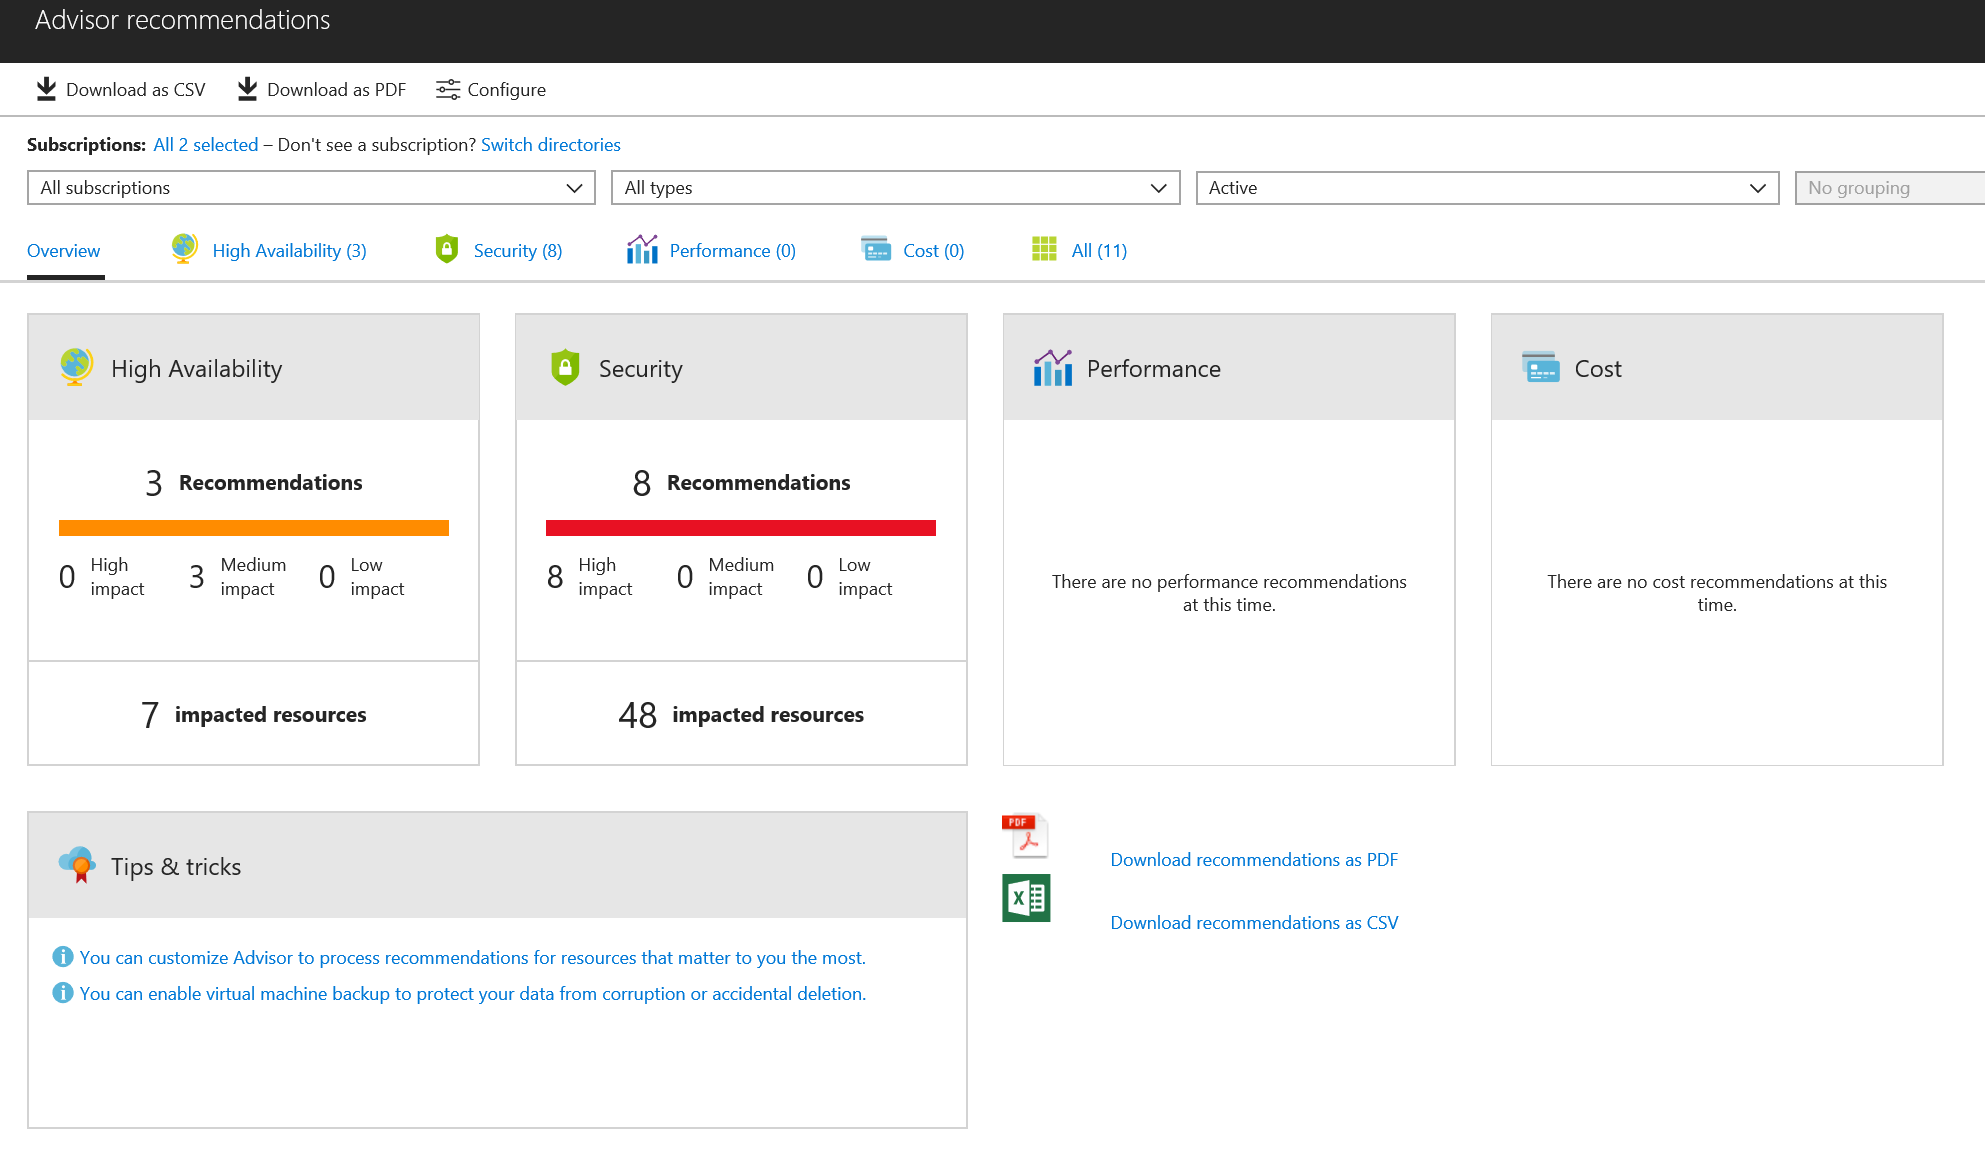 Advisor recommendations
Download as CSV Download as PDF Configure
Subscriptions: All 2 selected – Don't see a subscription? Switch directories
All subscriptions All types Active No grouping
Overview High Availability (3) Security (8) Performance (0) Cost (0) All (11)
High Availability
3 Recommendations
0 High impact 3 Medium impact 0 Low impact
7 impacted resources
Security
8 Recommendations
8 High impact 0 Medium impact 0 Low impact
48 impacted resources
Performance
There are no performance recommendations
at this time.
Cost
There are no cost recommendations at this
time.
Tips & tricks
You can customize Advisor to process recommendations for resources that matter to you the most.
You can enable virtual machine backup to protect your data from corruption or accidental deletion.
PDF
Download recommendations as PDF
X
Download recommendations as CSV